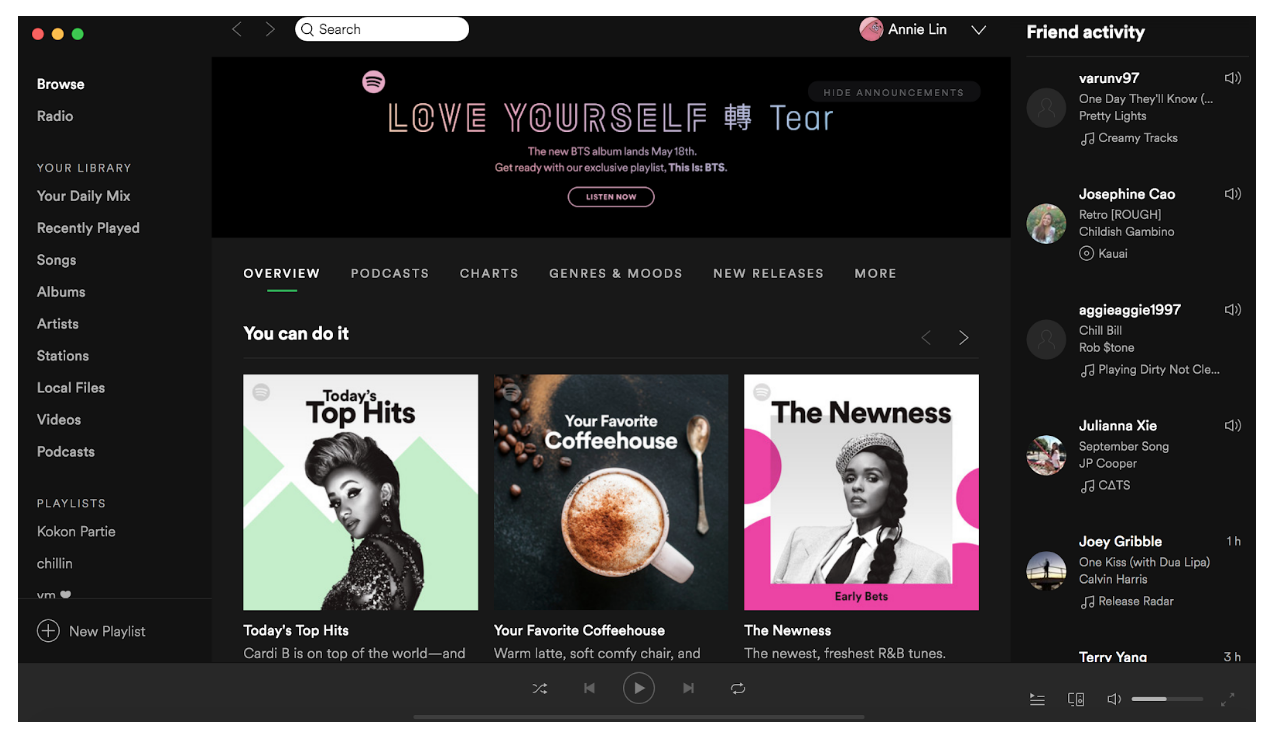 Search
Annie Lin
Browse
Radio
YOUR LIBRARY
Your Daily Mix
Recently Played
Songs
Albums
Artists
Stations
Local Files
Videos
Podcasts
PLAYLISTS
Kokon Partie
chillin
vm ♥
New Playlist
HIDE ANNOUNCEMENTS
LOVE YOURSELF 轉 Tear
The new BTS album lands May 18th.
Get ready with our exclusive playlist, This Is: BTS.
LISTEN NOW
OVERVIEW PODCASTS CHARTS GENRES & MOODS NEW RELEASES MORE
You can do it
Today's
Top Hits
Your Favorite
Coffeehouse
The Newness
Early Bets
Today's Top Hits
Cardi B is on top of the world—and
Your Favorite Coffeehouse
Warm latte, soft comfy chair, and
The Newness
The newest, freshest R&B tunes.
Friend activity
varunv97
One Day They'll Know (...
Pretty Lights
Creamy Tracks
Josephine Cao
Retro [ROUGH]
Childish Gambino
Kauai
aggieaggie1997
Chill Bill
Rob $tone
Playing Dirty Not Cle...
Julianna Xie
September Song
JP Cooper
CΔTS
Joey Gribble 1 h
One Kiss (with Dua Lipa)
Calvin Harris
Release Radar
Terry Yang 3 h